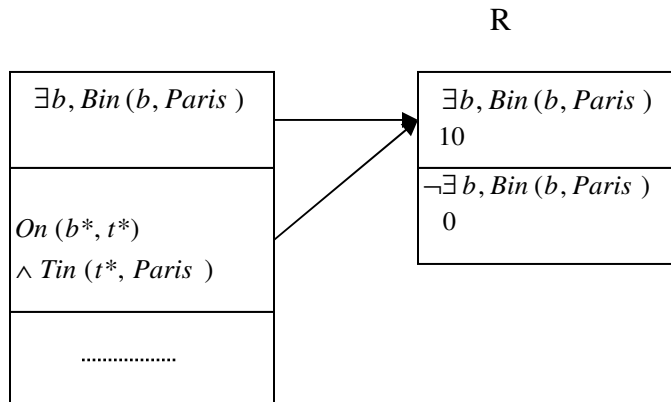 R
∃b, Bin (b, Paris )
On (b*, t*)
∧ Tin (t*, Paris )
..................
∃b, Bin (b, Paris )
10
¬∃ b, Bin (b, Paris )
0